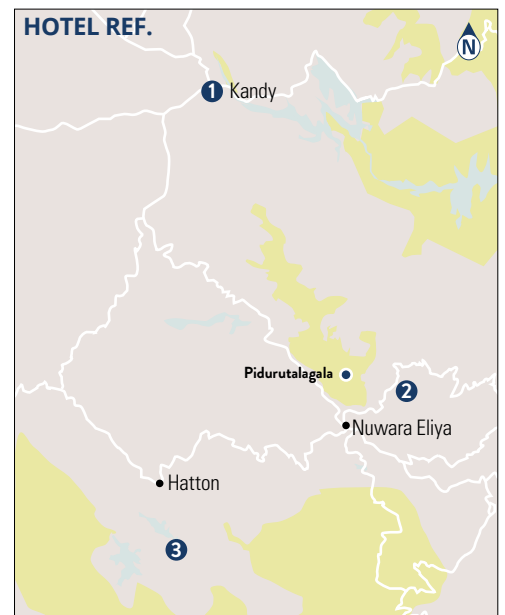 HOTEL REF.
N
1 Kandy
Pidurutalagala
2
Nuwara Eliya
Hatton
3